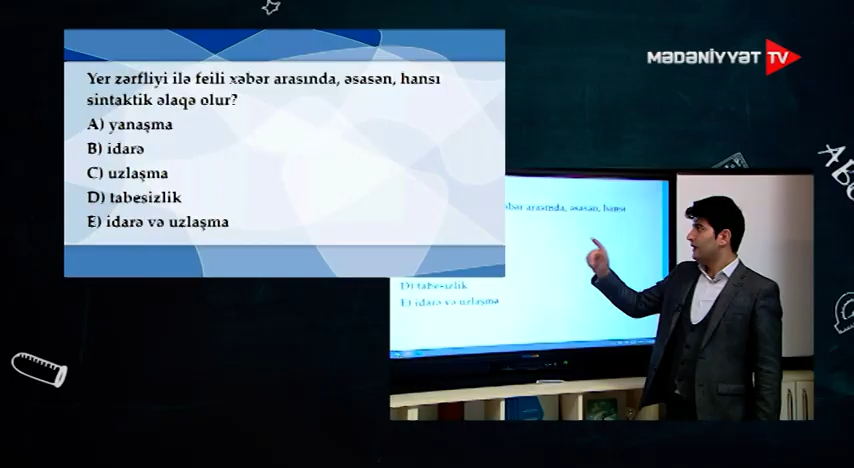 MƏDƏNİYYƏT TV
Yer zərfliyi ilə feili xəbər arasında, əsasən, hansı
sintaktik əlaqə olur?
A) yanaşma
B) idarə
C) uzlaşma
D) tabesizlik
E) idarə və uzlaşma
arasında, əsasən, hansı
D) tabesizlik
E) idarə və uzlaşma
ABC